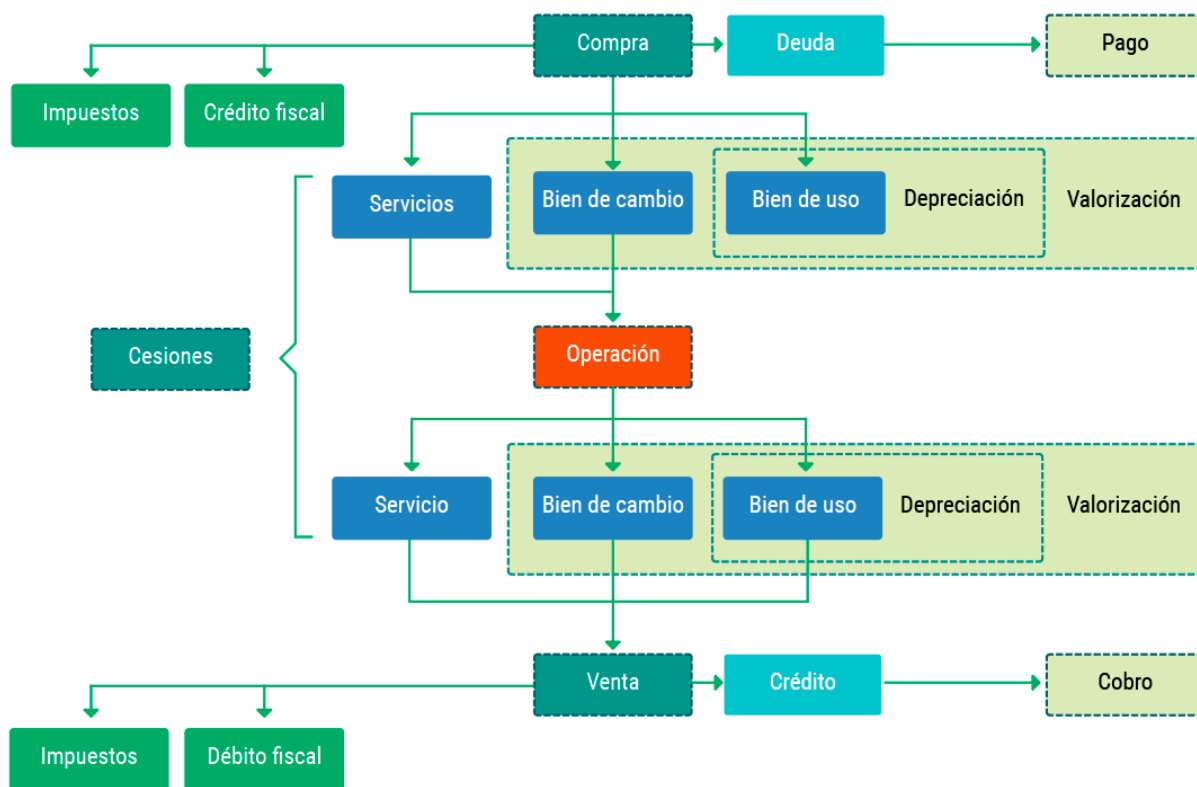 Compra
Deuda
Pago
Impuestos
Crédito fiscal
Servicios
Bien de cambio
Bien de uso
Depreciación
Valorización
Cesiones
Operación
Servicio
Bien de cambio
Bien de uso
Depreciación
Valorización
Venta
Crédito
Cobro
Impuestos
Débito fiscal